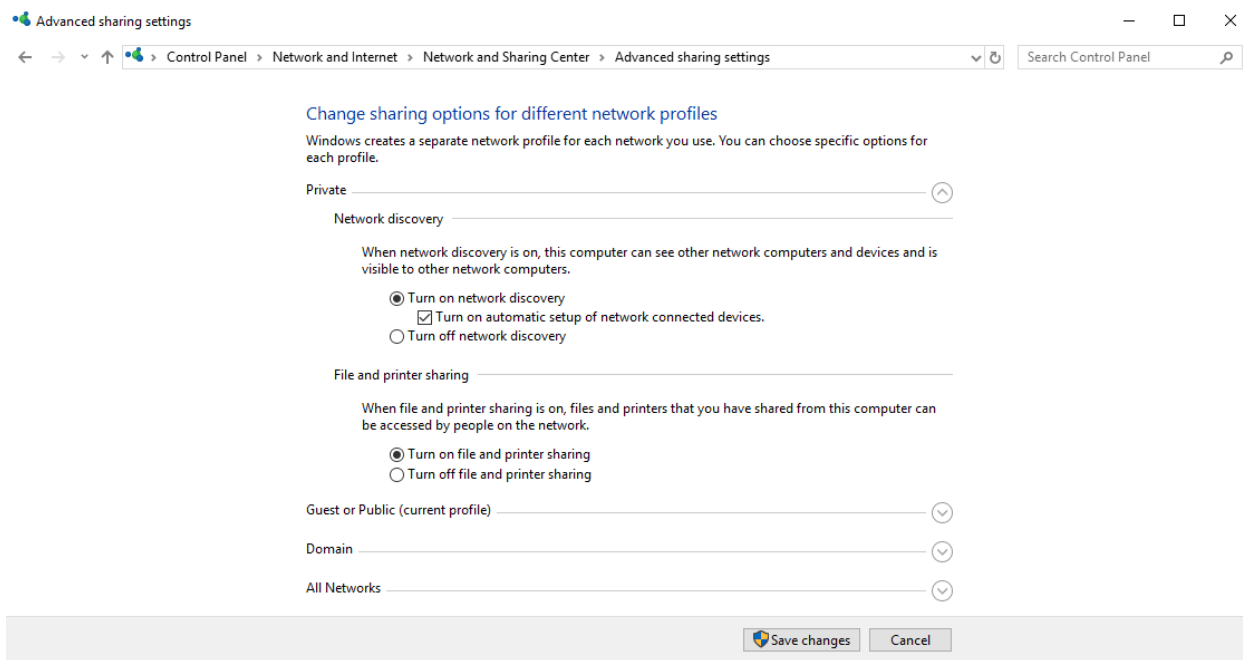 Advanced sharing settings
Control Panel > Network and Internet > Network and Sharing Center > Advanced sharing settings
Search Control Panel
Change sharing options for different network profiles
Windows creates a separate network profile for each network you use. You can choose specific options for
each profile.
Private
Network discovery
When network discovery is on, this computer can see other network computers and devices and is
visible to other network computers.
Turn on network discovery
Turn on automatic setup of network connected devices.
Turn off network discovery
File and printer sharing
When file and printer sharing is on, files and printers that you have shared from this computer can
be accessed by people on the network.
Turn on file and printer sharing
Turn off file and printer sharing
Guest or Public (current profile)
Domain
All Networks
Save changes
Cancel